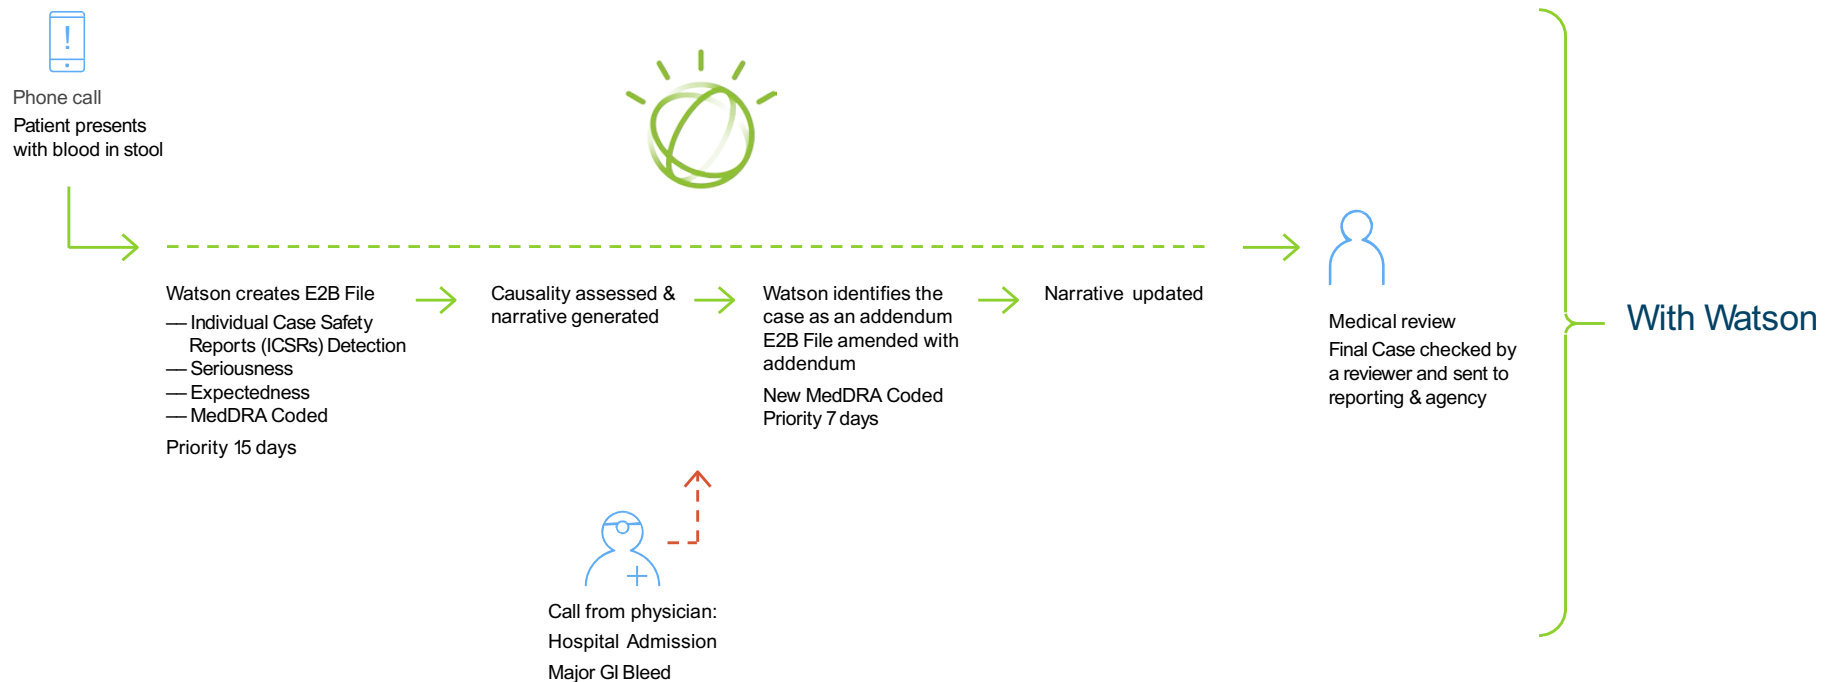 !
Phone call
Patient presents
with blood in stool
Watson creates E2B File
— Individual Case Safety
Reports (ICSRs) Detection
— Seriousness
— Expectedness
— MedDRA Coded
Priority 15 days
Causality assessed &
narrative generated
Watson identifies the
case as an addendum
E2B File amended with
addendum
New MedDRA Coded
Priority 7 days
Narrative updated
Medical review
Final Case checked by
a reviewer and sent to
reporting & agency
With Watson
Call from physician:
Hospital Admission
Major GI Bleed